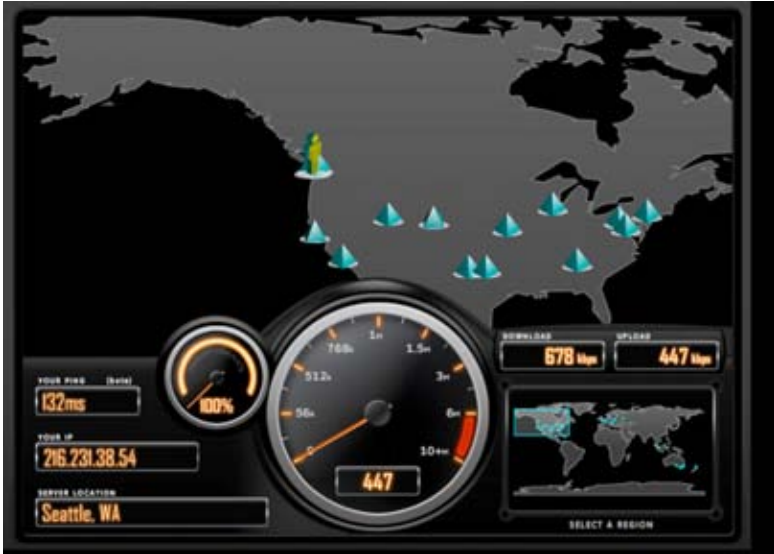 1M
768k
1.5M
512k
3M
56k
6M
0
10+M
447
100%
YOUR PING (beta)
132ms
YOUR IP
216.231.38.54
SERVER LOCATION
Seattle, WA
DOWNLOAD
678 kbps
UPLOAD
447 kbps
SELECT A REGION